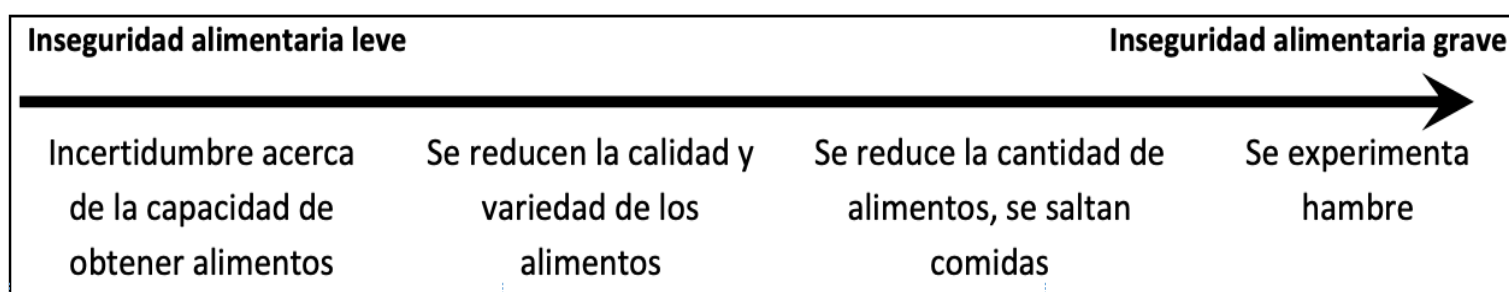 Inseguridad alimentaria leve
Inseguridad alimentaria grave
Incertidumbre acerca
de la capacidad de
obtener alimentos
Se reducen la calidad y
variedad de los
alimentos
Se reduce la cantidad de
alimentos, se saltan
comidas
Se experimenta
hambre